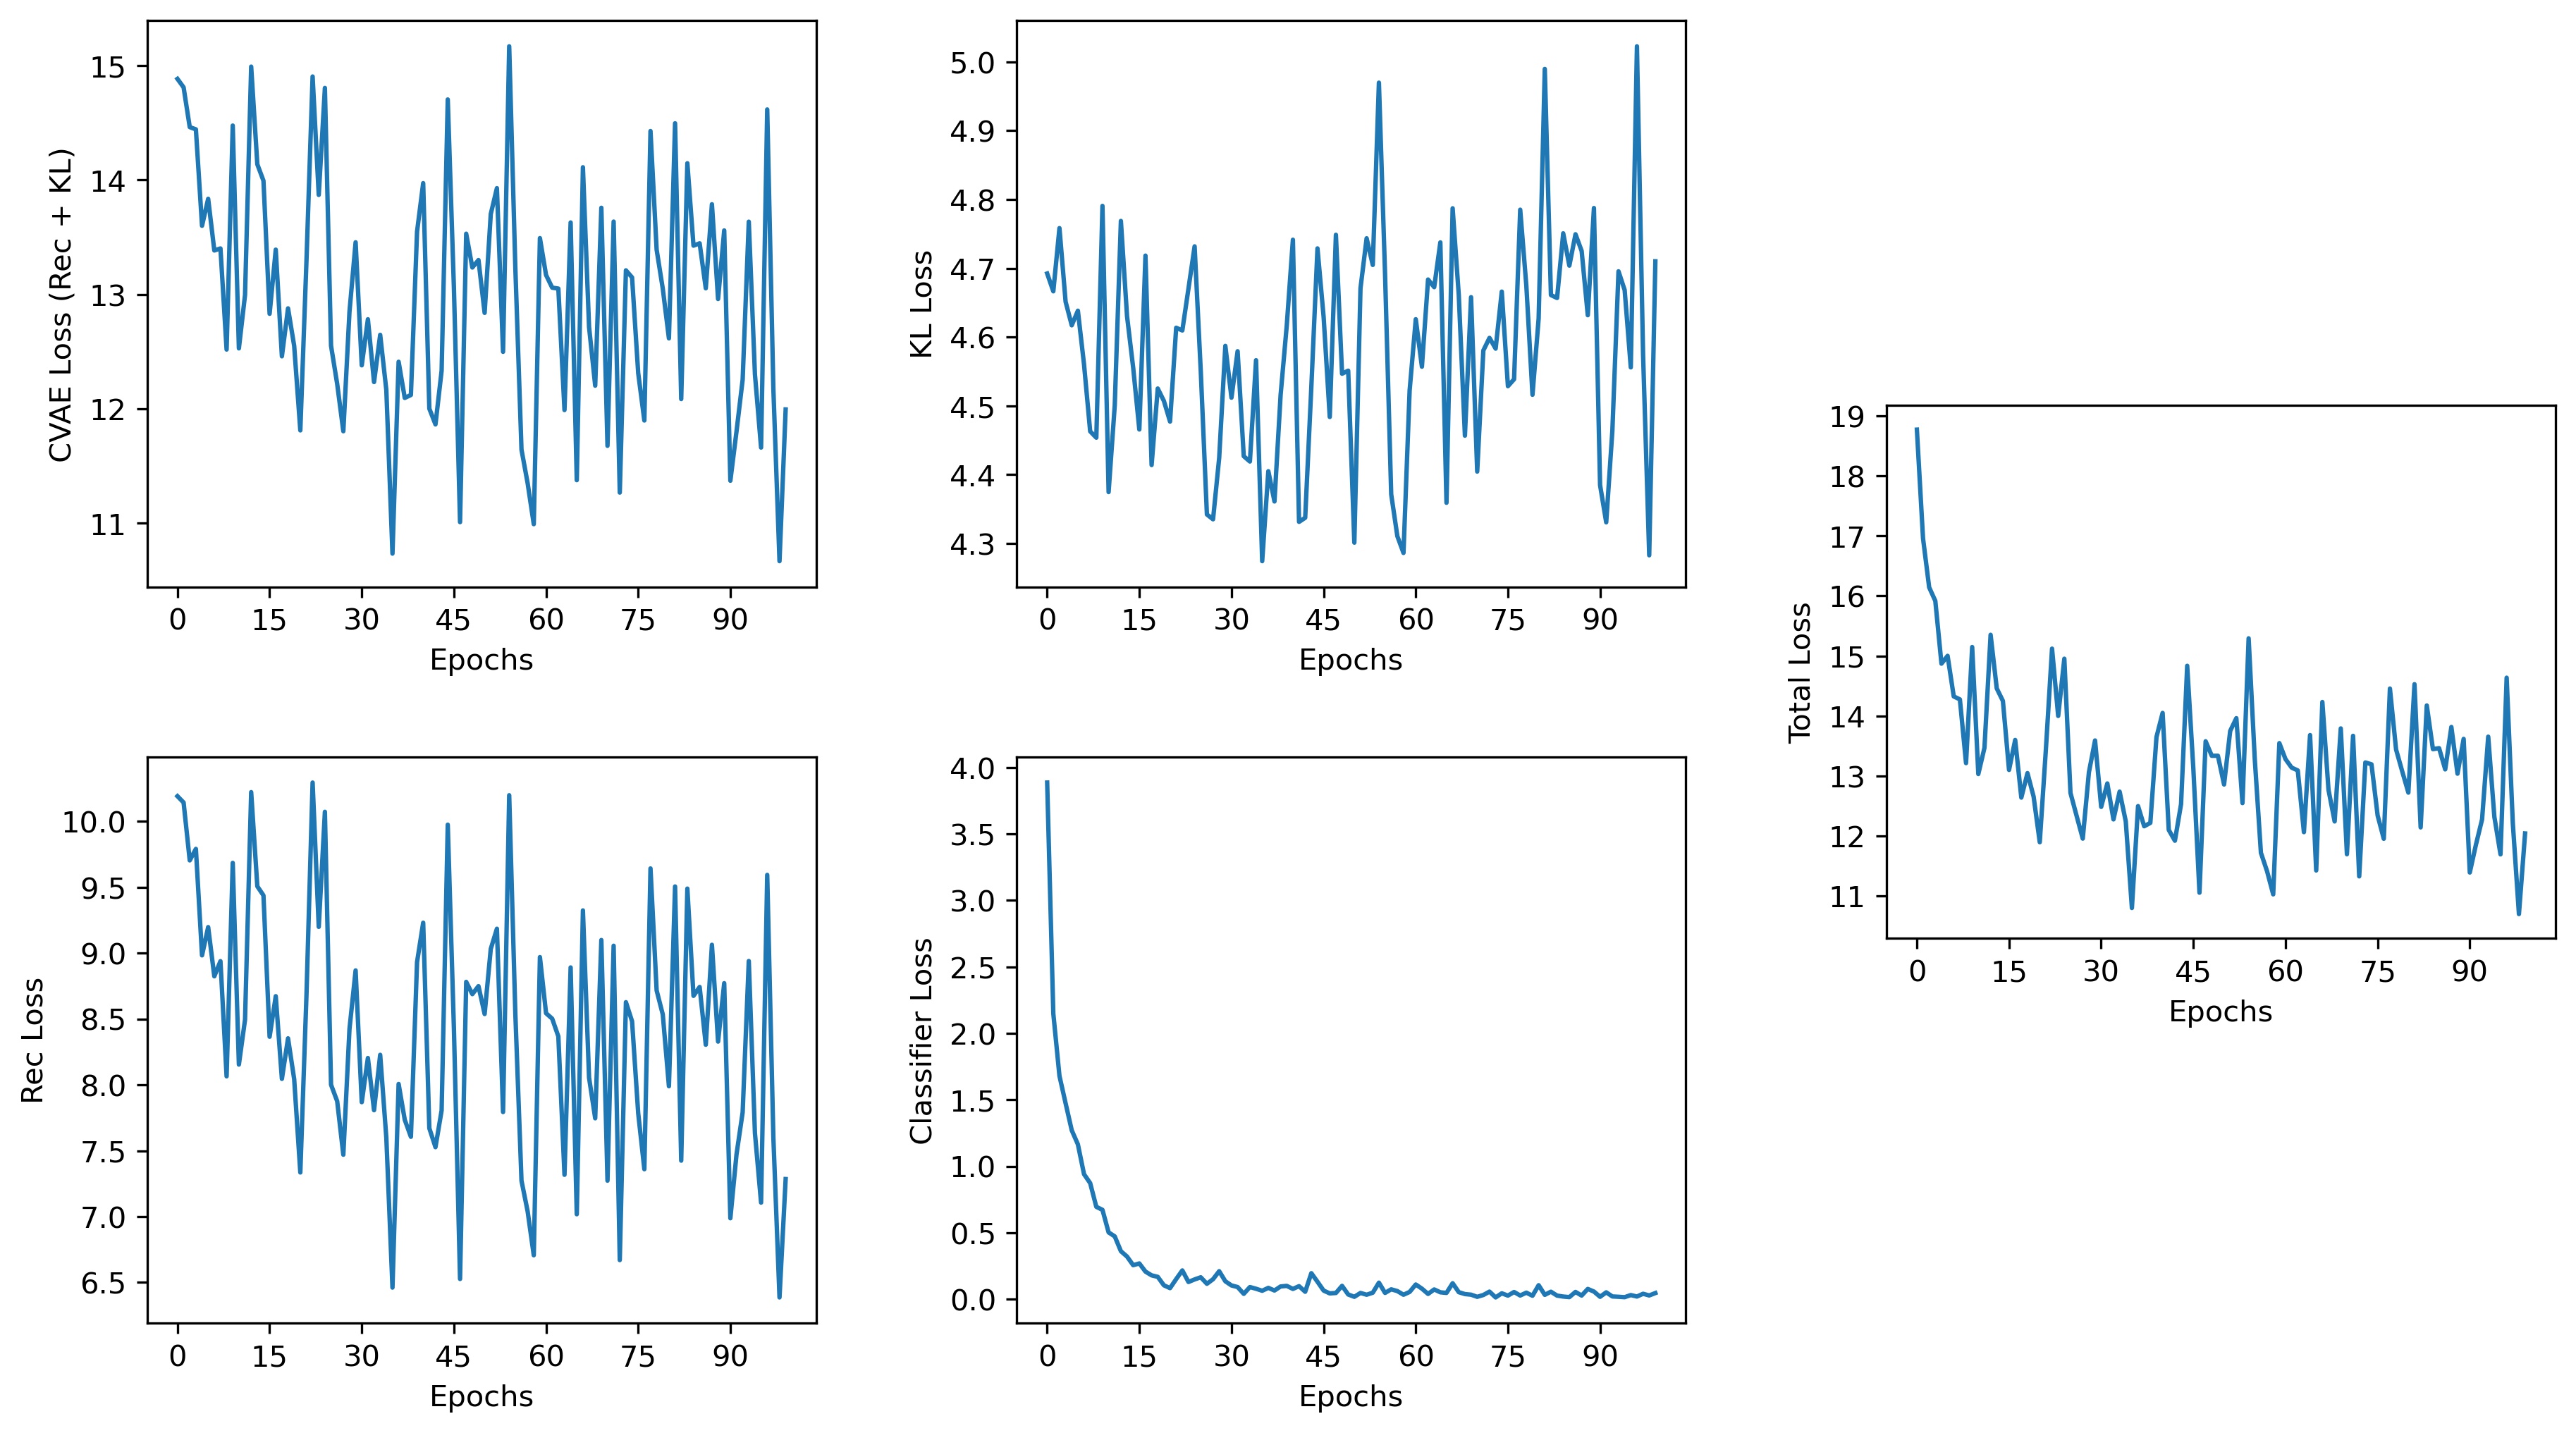 CVAE Loss (Rec + KL)
15
14
13
12
11
0 15 30 45 60 75 90
Epochs
KL Loss
5.0
4.9
4.8
4.7
4.6
4.5
4.4
4.3
0 15 30 45 60 75 90
Epochs
Rec Loss
10.0
9.5
9.0
8.5
8.0
7.5
7.0
6.5
0 15 30 45 60 75 90
Epochs
Classifier Loss
4.0
3.5
3.0
2.5
2.0
1.5
1.0
0.5
0.0
0 15 30 45 60 75 90
Epochs
Total Loss
19
18
17
16
15
14
13
12
11
0 15 30 45 60 75 90
Epochs